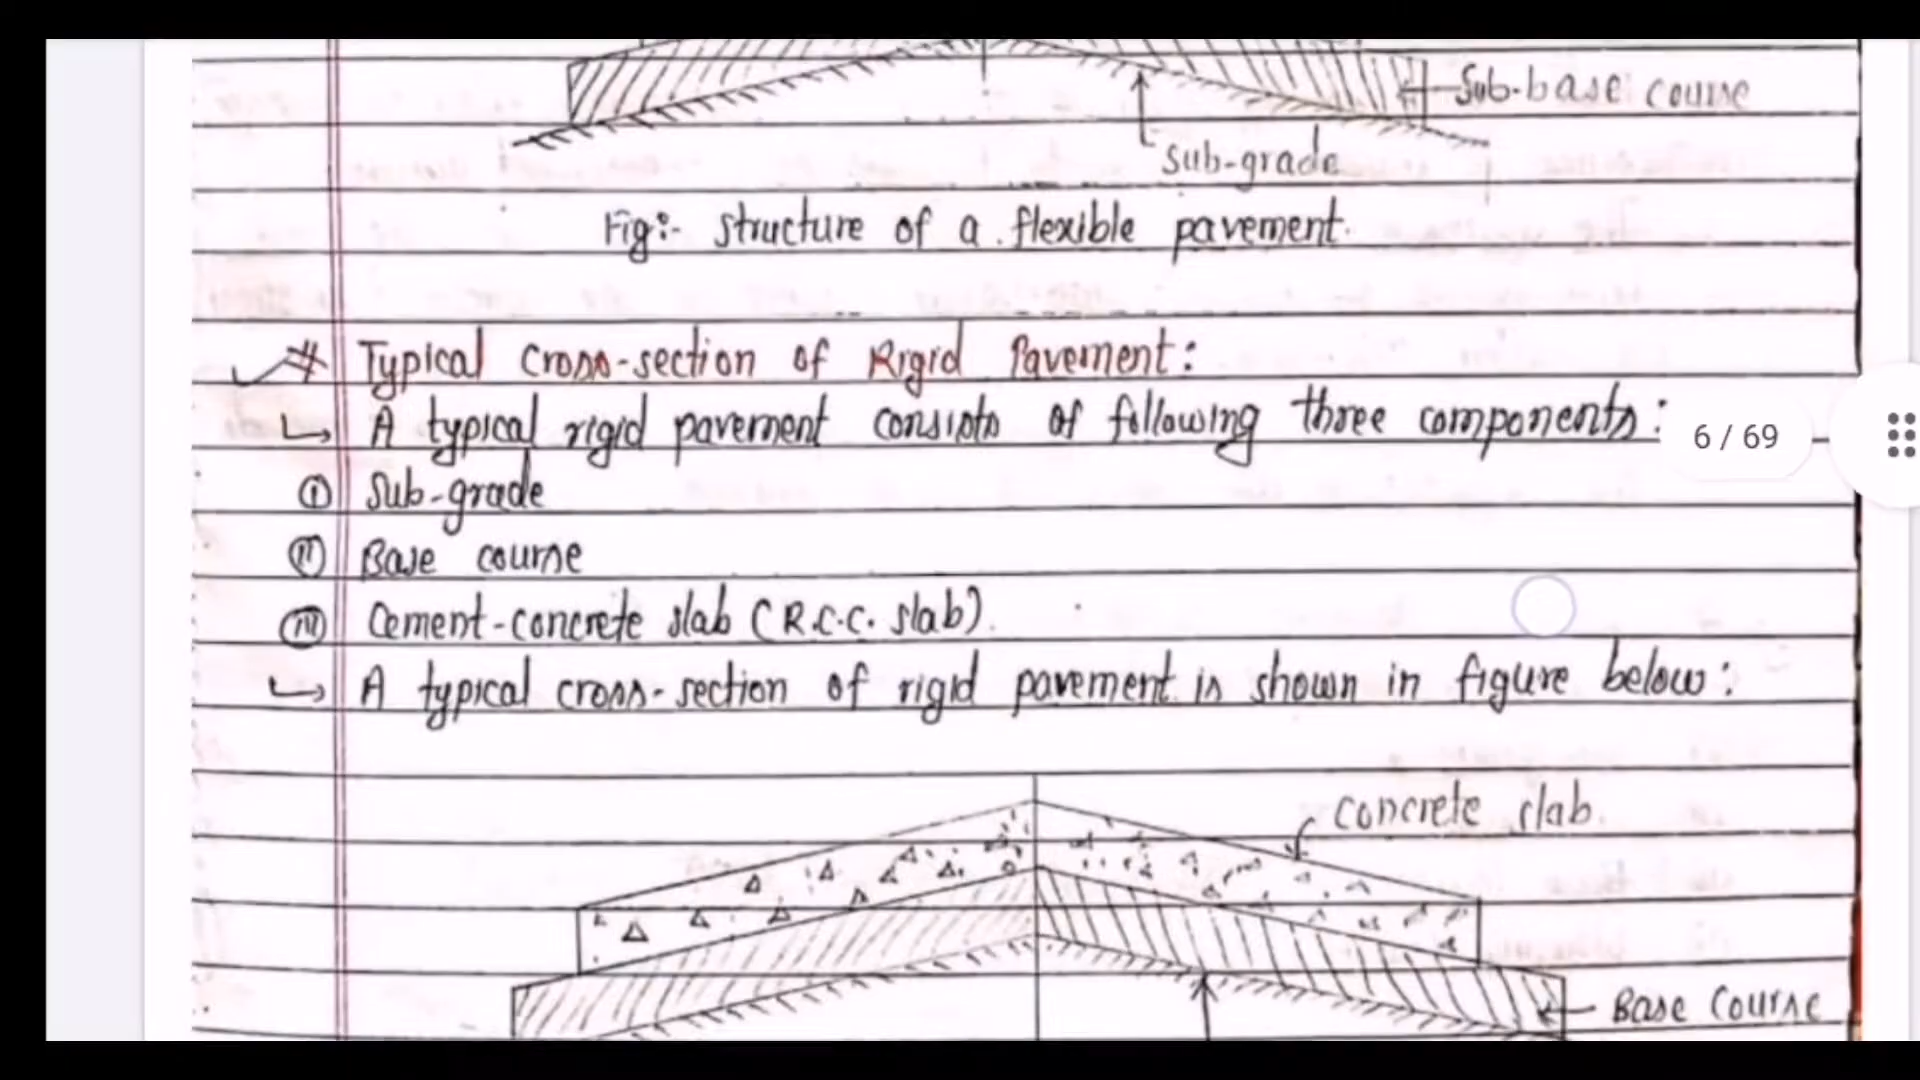 Sub-base course
Sub-grade
Fig:- Structure of a flexible pavement.
# Typical cross-section of Rigid Pavement:
↳ A typical rigid pavement consists of following three components:
6 / 69
(i) Sub-grade
(ii) Base course
(iii) Cement-concrete slab (R.C.C. slab).
↳ A typical cross-section of rigid pavement is shown in figure below:
concrete slab.
Base Course